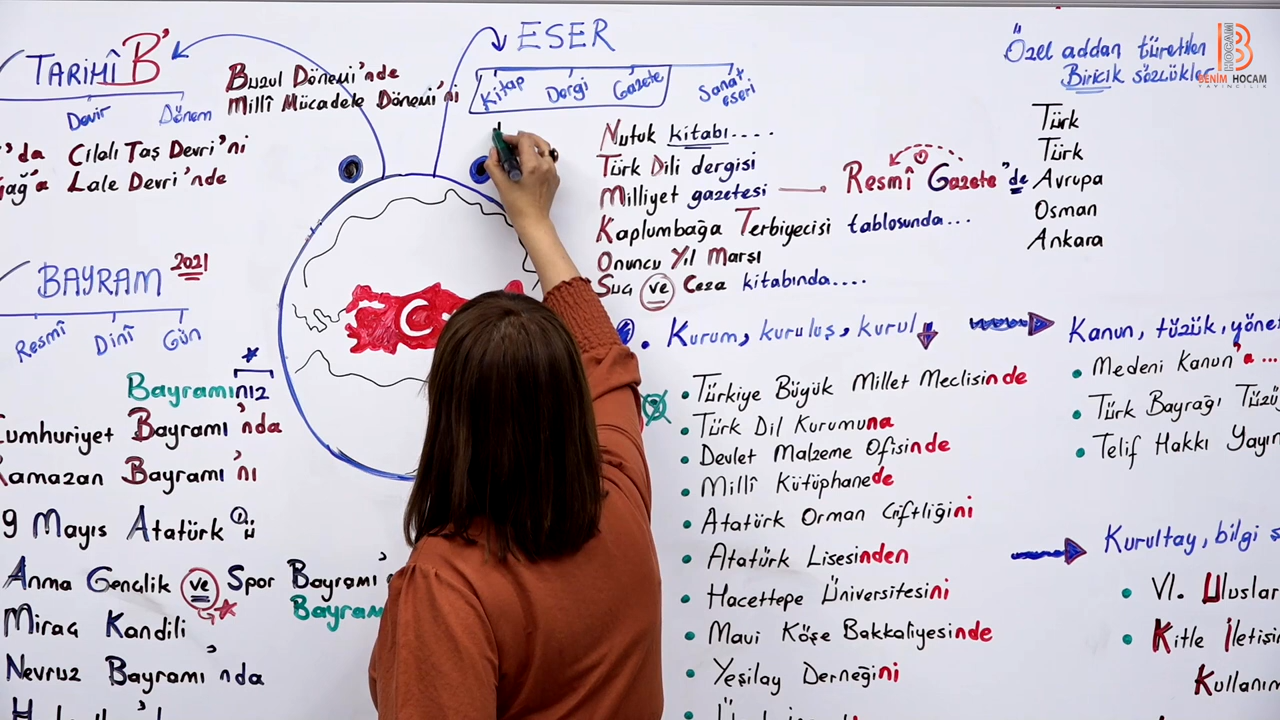 TARİHÎ B'
Devir
Dönem
Buzul Dönemi'nde
Millî Mücadele Dönemi'ni
'da Cilalı Taş Devri'ni
Lale Devri'nde
BAYRAM 2021
Resmî Dinî Gün
Bayramınız
Cumhuriyet Bayramı'nda
Ramazan Bayramı'nı
9 Mayıs Atatürk'ü
Anma Gençlik ve Spor Bayramı'
Bayram
Miraç Kandili
Nevruz Bayramı'nda
ESER
Kitap Dergi Gazete Sanat eseri
Nutuk kitabı....
Türk Dili dergisi
Milliyet gazetesi Resmî Gazete'de
Kaplumbağa Terbiyecisi tablosunda...
Onuncu Yıl Marşı
Suç ve Ceza kitabında....
Kurum, kuruluş, kurul
Türkiye Büyük Millet Meclisinde
Türk Dil Kurumuna
Devlet Malzeme Ofisinde
Millî Kütüphanede
Atatürk Orman Çiftliğini
Atatürk Lisesinden
Hacettepe Üniversitesini
Mavi Köşe Bakkaliyesinde
Yeşilay Derneğini
Özel addan türetilen
Biricik sözcükler
Türk
Türk
Avrupa
Osman
Ankara
Kanun, tüzük, yönet
Medeni Kanun'a...
Türk Bayrağı Tüzü
Telif Hakkı Yayın
Kurultay, bilgi ş
VI. Uluslar
Kitle İletişi
Kullanım
B
HOCAM
BENİM HOCAM
YAYINCILIK